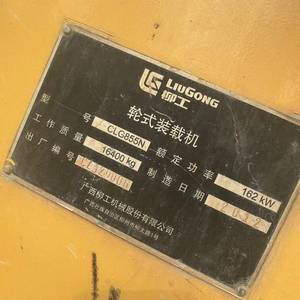 LIUGONG
柳工
轮式装载机
型号 CLG855N 额定功率 162 kW
工作质量 16400 kg 制造日期
出厂编号
广西柳工机械股份有限公司